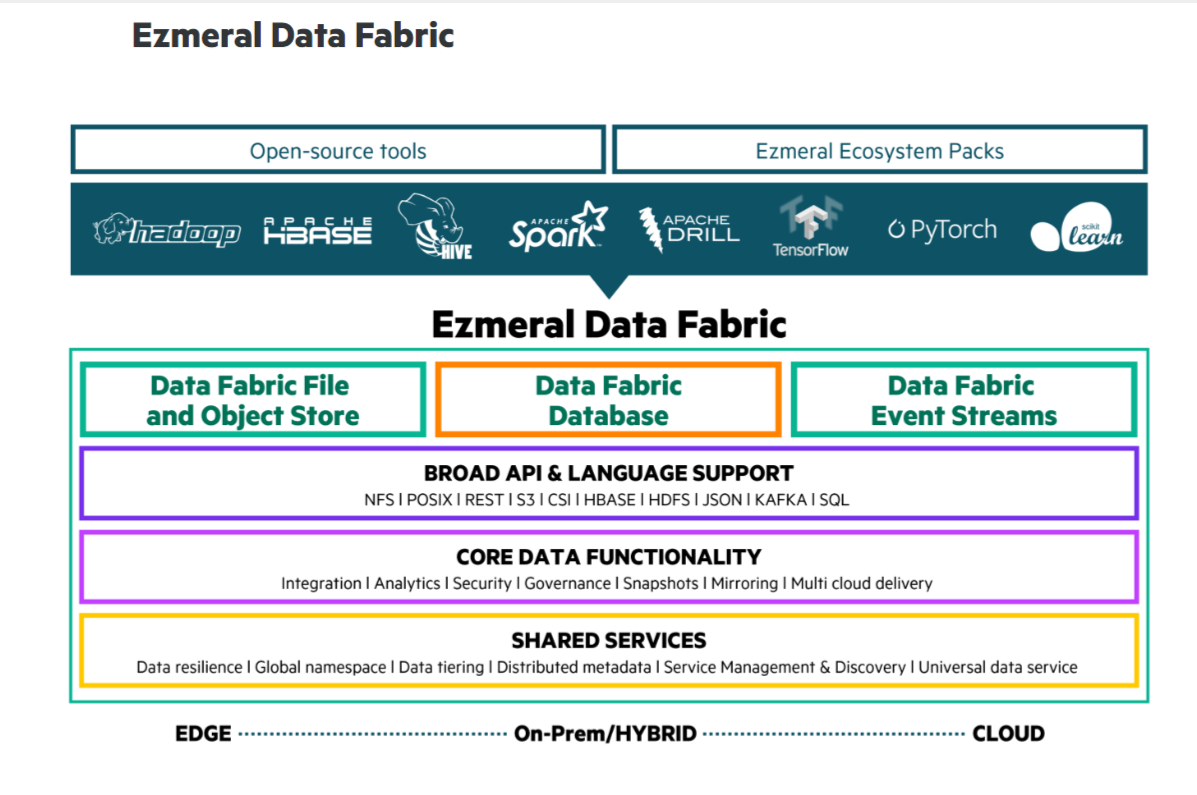 Ezmeral Data Fabric
Open-source tools
Ezmeral Ecosystem Packs
hadoop
APACHE
HBASE
HIVE
APACHE
Spark™
APACHE
DRILL
TF
TensorFlow
PyTorch
scikit
learn
Ezmeral Data Fabric
Data Fabric File
and Object Store
Data Fabric
Database
Data Fabric
Event Streams
BROAD API & LANGUAGE SUPPORT
NFS | POSIX | REST | S3 | CSI | HBASE | HDFS | JSON | KAFKA | SQL
CORE DATA FUNCTIONALITY
Integration | Analytics | Security | Governance | Snapshots | Mirroring | Multi cloud delivery
SHARED SERVICES
Data resilience | Global namespace | Data tiering | Distributed metadata | Service Management & Discovery | Universal data service
EDGE On-Prem/HYBRID CLOUD